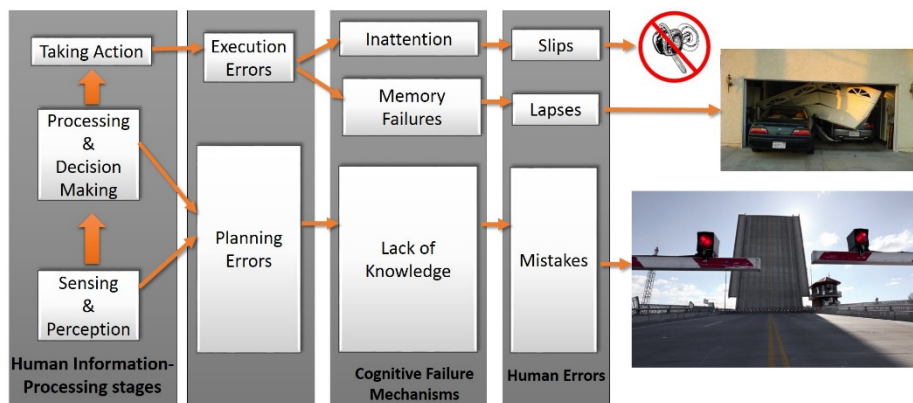 Taking Action
Execution
Errors
Inattention
Slips
Memory
Failures
Lapses
Processing
&
Decision
Making
Planning
Errors
Lack of
Knowledge
Mistakes
Sensing
&
Perception
Human Information-
Processing stages
Cognitive Failure
Mechanisms
Human Errors